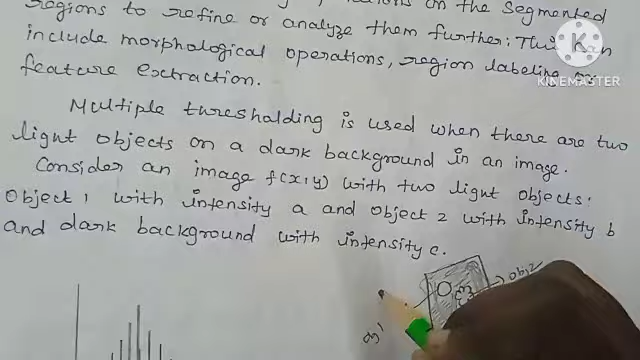 regions to refine or analyze them further: This can
include morphological operations, region labeling or
feature extraction.
Multiple thresholding is used when there are two
light objects on a dark background in an image.
Consider an image f(x,y) with two light objects:
object 1 with intensity a and object 2 with intensity b
and dark background with intensity c.
obj2
obj1
K
KINEMASTER